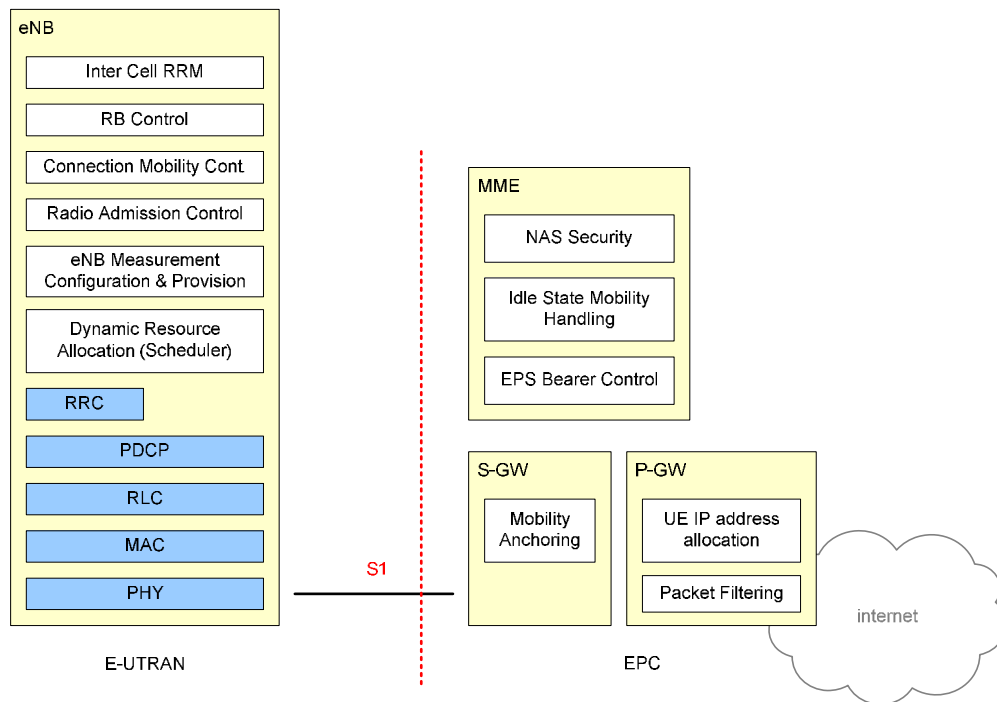 eNB
Inter Cell RRM
RB Control
Connection Mobility Cont.
Radio Admission Control
eNB Measurement
Configuration & Provision
Dynamic Resource
Allocation (Scheduler)
RRC
PDCP
RLC
MAC
PHY
E-UTRAN
S1
MME
NAS Security
Idle State Mobility
Handling
EPS Bearer Control
S-GW
Mobility
Anchoring
P-GW
UE IP address
allocation
Packet Filtering
EPC
internet